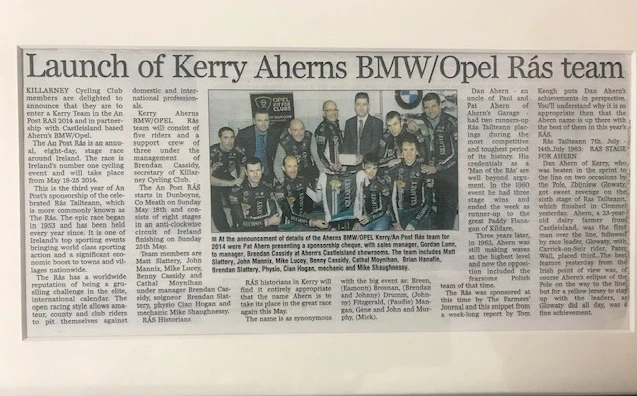 Launch of Kerry Aherns BMW/Opel Rás team
KILLARNEY Cycling Club
members are delighted to
announce that they are to
enter a Kerry Team in the An
Post RAS 2014 and in partner-
ship with Castleisland based
Ahern's BMW/Opel.
The An Post Rás is an annu-
al, eight-day, stage race
around Ireland. The race is
Ireland's number one cycling
event and will take place
from May 18-25 2014.
This is the third year of An
Post's sponsorship of the cele-
brated Rás Tailteann, which
is more commonly known as
The Rás. The epic race began
in 1953 and has been held
every year since. It is one of
Ireland's top sporting events
bringing world class sporting
action and a significant eco-
nomic boost to towns and vil-
lages nationwide.
The Rás has a worldwide
reputation of being a gru-
elling challenge in the elite,
international calendar. The
open racing style allows ama-
teur, county and club riders
to pit themselves against
domestic and inter-
national profession-
als.
Kerry Aherns
BMW/OPEL Rás
team will consist of
five riders and a
support crew of
three under the
management of
Brendan Cassidy,
secretary of Killar-
ney Cycling Club.
The An Post RÁS
starts in Dunboyne,
Co Meath on Sunday
May 18th and con-
sists of eight stages
in an anti-clockwise
circuit of Ireland
finishing on Sunday
25th May.
Team members are
Matt Slattery, John
Mannix, Mike Lucey,
Benny Cassidy and
Cathal Moynihan
under manager Brendan Cas-
sidy, soigneur Brendan Slat-
tery, physio Cian Hogan and
mechanic Mike Shaughnessy.
RÁS Historians
OPEL
BMW
At the announcement of details of the Aherns BMW/OPEL Kerry/An Post Rás team for
2014 were Pat Ahern presenting a sponsorship cheque, with sales manager, Gordan Lunn,
to manager, Brendan Cassidy at Ahern's Castleisland showrooms. The team includes Matt
Slattery, John Mannix, Mike Lucey, Benny Cassidy, Cathal Moynihan. Brian Hanafin,
Brendan Slattery, Physio, Cian Hogan, mechanic and Mike Shaughnessy.
RÁS historians in Kerry will
find it entirely appropriate
that the name Ahern is to
take its place in the great race
again this May.
The name is as synonymous
with the big event as: Breen,
(Eamonn) Brosnan, (Brendan
and Johnny) Drumm, (John-
ny) Fitzgerald, (Paudie) Man-
gan, Gene and John and Mur-
phy, (Mick).
Dan Ahern - an
uncle of Paul and
Pat Ahern of
Ahern's Garage -
had two runners-up
Rás Tailteann plac-
ings during the
most competitive
and toughest period
of its history. His
credentials as a
'Man of the Rás' are
well beyond argu-
ment. In the 1960
event he had three
stage wins and
ended the week as
runner-up to the
great Paddy Flana-
gan of Kildare.
Three years later,
in 1963, Ahern was
still making waves
at the highest level
and now the opposi-
tion included the
fearsome Polish
team of that time.
The Rás was sponsored at
this time by The Farmers'
Journal and this snippet from
a week-long report by Tom
Keogh puts Dan Ahern's
achievements in perspective.
You'll understand why it is so
appropriate then that the
Ahern name is up there with
the best of them in this year's
RÁS.
Rás Tailteann 7th July -
14th July 1963: RAS STAGE
FOR AHERN
Dan Ahern of Kerry, who
was beaten in the sprint to
the line on two occasions by
the Pole, Zbigniew Glowaty,
got sweet revenge on the
sixth stage of Rás Tailteann,
which finished in Clonmel
yesterday. Ahern, a 23-year-
old dairy farmer from
Castleisland, was the first
man over the line, followed
by race leader, Glowaty, with
Carrick-on-Suir rider,
Wall, placed third. The best
feature yesterday from the
Irish point of view was, of
course Ahern's eclipse of the
Pole on the way to the line,
but for a yellow jersey to stay
up with the leaders, as
Glowaty did all day, was a
fine achievement.